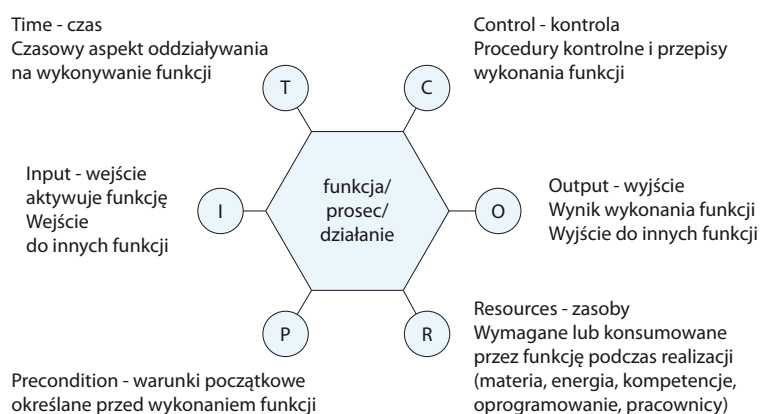 Time - czas
Czasowy aspekt oddziaływania
na wykonywanie funkcji
Control - kontrola
Procedury kontrolne i przepisy
wykonania funkcji
T
C
Input - wejście
aktywuje funkcję
Wejście
do innych funkcji
I
funkcja/
prosec/
działanie
O
Output - wyjście
Wynik wykonania funkcji
Wyjście do innych funkcji
P
R
Precondition - warunki początkowe
określane przed wykonaniem funkcji
Resources - zasoby
Wymagane lub konsumowane
przez funkcję podczas realizacji
(materia, energia, kompetencje,
oprogramowanie, pracownicy)